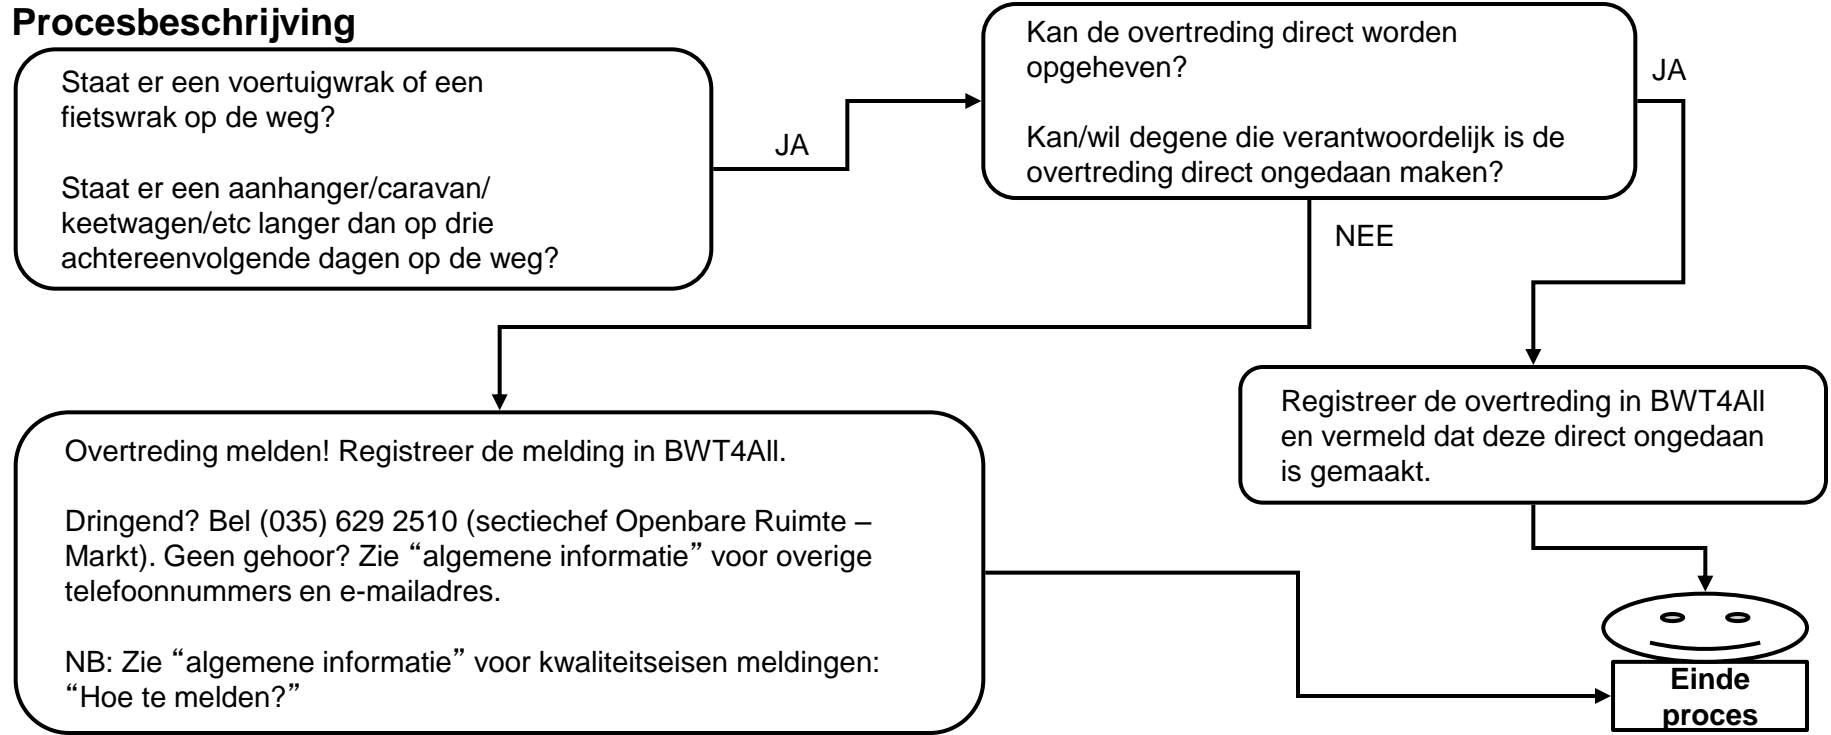 Procesbeschrijving
Staat er een voertuigwrak of een
fietswrak op de weg?
Staat er een aanhanger/caravan/
keetwagen/etc langer dan op drie
achtereenvolgende dagen op de weg?
JA
Kan de overtreding direct worden
opgeheven?
Kan/wil degene die verantwoordelijk is de
overtreding direct ongedaan maken?
JA
NEE
Registreer de overtreding in BWT4All
en vermeld dat deze direct ongedaan
is gemaakt.
Overtreding melden! Registreer de melding in BWT4All.
Dringend? Bel (035) 629 2510 (sectiechef Openbare Ruimte –
Markt). Geen gehoor? Zie “algemene informatie” voor overige
telefoonnummers en e-mailadres.
NB: Zie “algemene informatie” voor kwaliteitseisen meldingen:
“Hoe te melden?”
Einde
proces